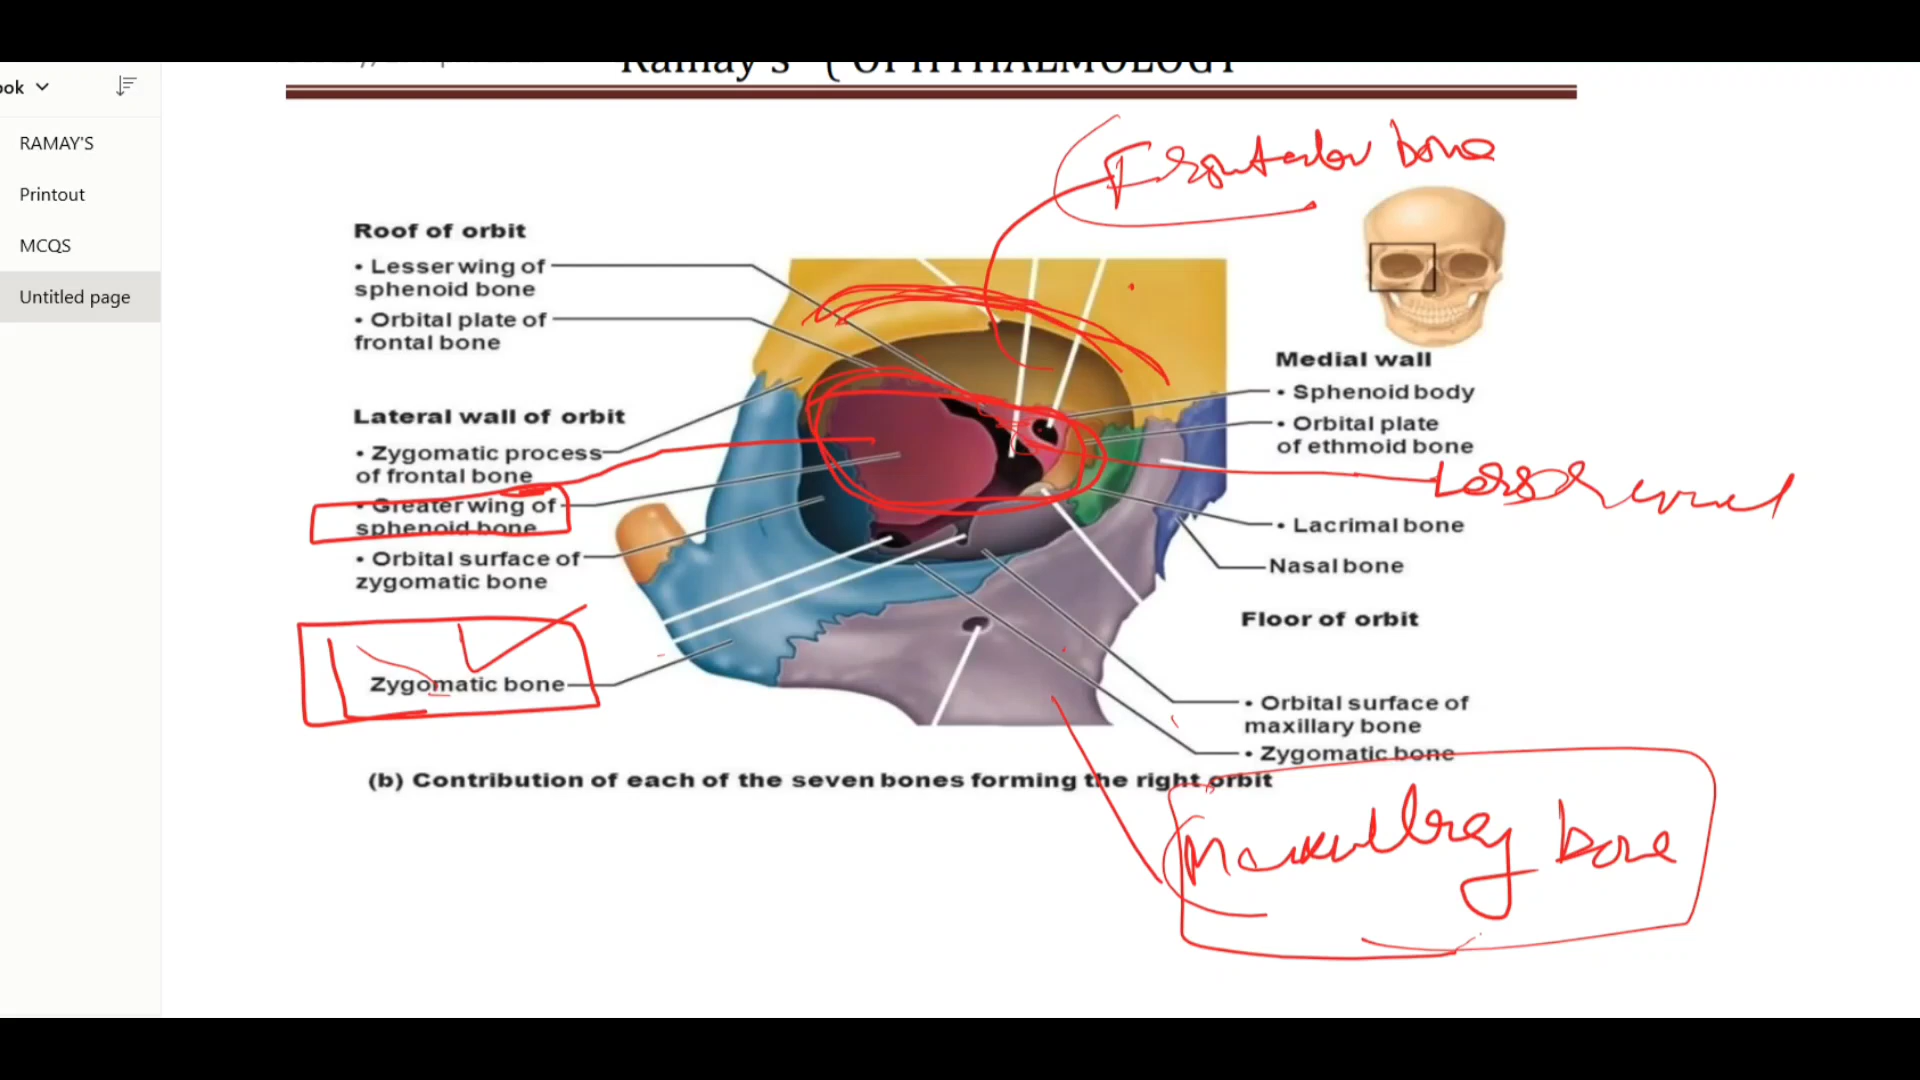 Ramay's ( OPHTHALMOLOGY
ook
RAMAY'S
Printout
MCQS
Untitled page
bone
Roof of orbit
• Lesser wing of
sphenoid bone
• Orbital plate of
frontal bone
Lateral wall of orbit
• Zygomatic process
of frontal bone
• Greater wing of
sphenoid bone
• Orbital surface of
zygomatic bone
Zygomatic bone
Medial wall
• Sphenoid body
• Orbital plate
of ethmoid bone
• Lacrimal bone
Nasal bone
Floor of orbit
• Orbital surface of
maxillary bone
• Zygomatic bone
(b) Contribution of each of the seven bones forming the right orbit
bone